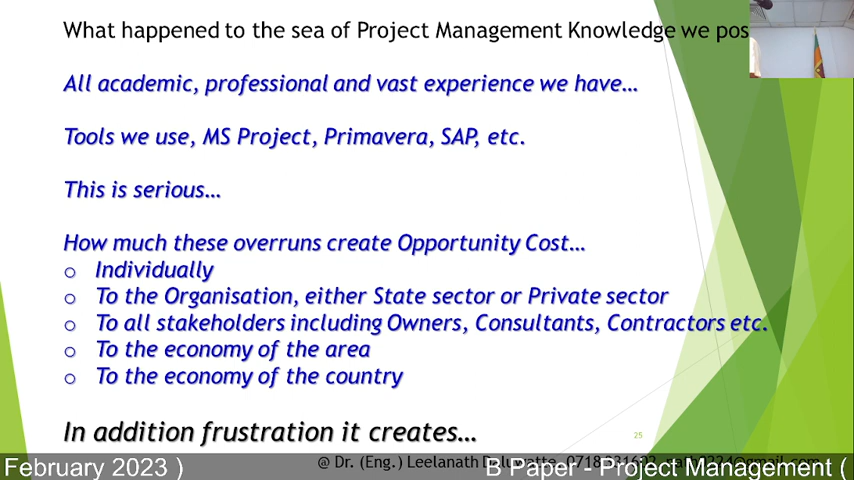 What happened to the sea of Project Management Knowledge we pos
All academic, professional and vast experience we have...
Tools we use, MS Project, Primavera, SAP, etc.
This is serious...
How much these overruns create Opportunity Cost...
o Individually
o To the Organisation, either State sector or Private sector
o To all stakeholders including Owners, Consultants, Contractors etc.
o To the economy of the area
o To the economy of the country
In addition frustration it creates...
25
@ Dr. (Eng.) Leelanath
February 2023 ) B Paper - Project Management (